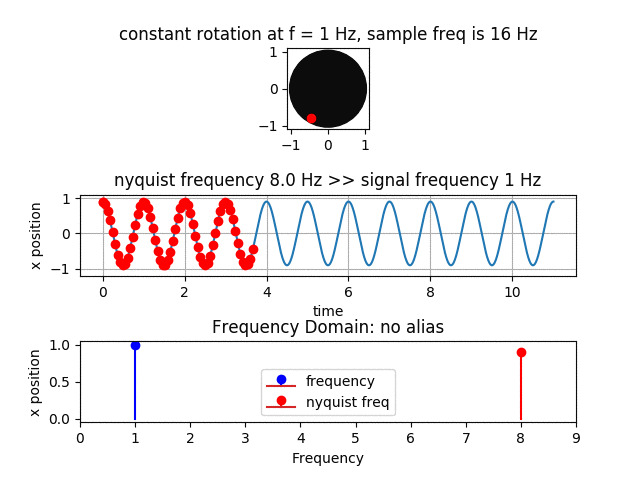 constant rotation at f = 1 Hz, sample freq is 16 Hz
1
0
−1
−1 0 1
nyquist frequency 8.0 Hz >> signal frequency 1 Hz
x position
1
0
−1
0 2 4 6 8 10
time
Frequency Domain: no alias
x position
1.0
0.5
0.0
frequency
nyquist freq
0 1 2 3 4 5 6 7 8 9
Frequency